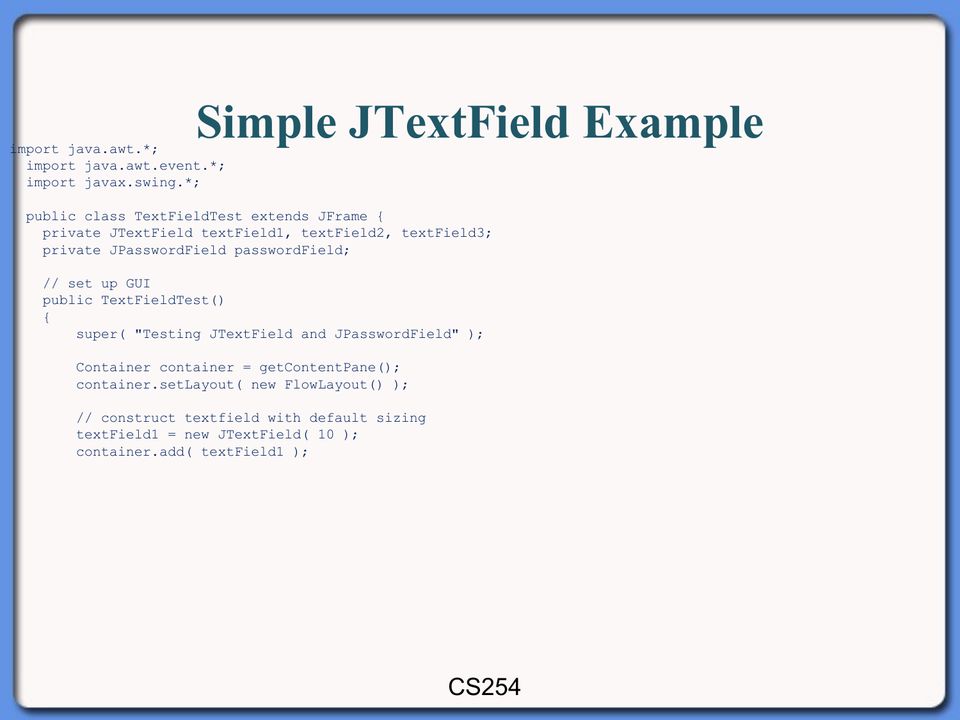 Simple JTextField Example
import java.awt.*;
import java.awt.event.*;
import javax.swing.*;
public class TextFieldTest extends JFrame {
private JTextField textField1, textField2, textField3;
private JPasswordField passwordField;
// set up GUI
public TextFieldTest()
{
super( "Testing JTextField and JPasswordField" );
Container container = getContentPane();
container.setLayout( new FlowLayout() );
// construct textfield with default sizing
textField1 = new JTextField( 10 );
container.add( textField1 );
CS254